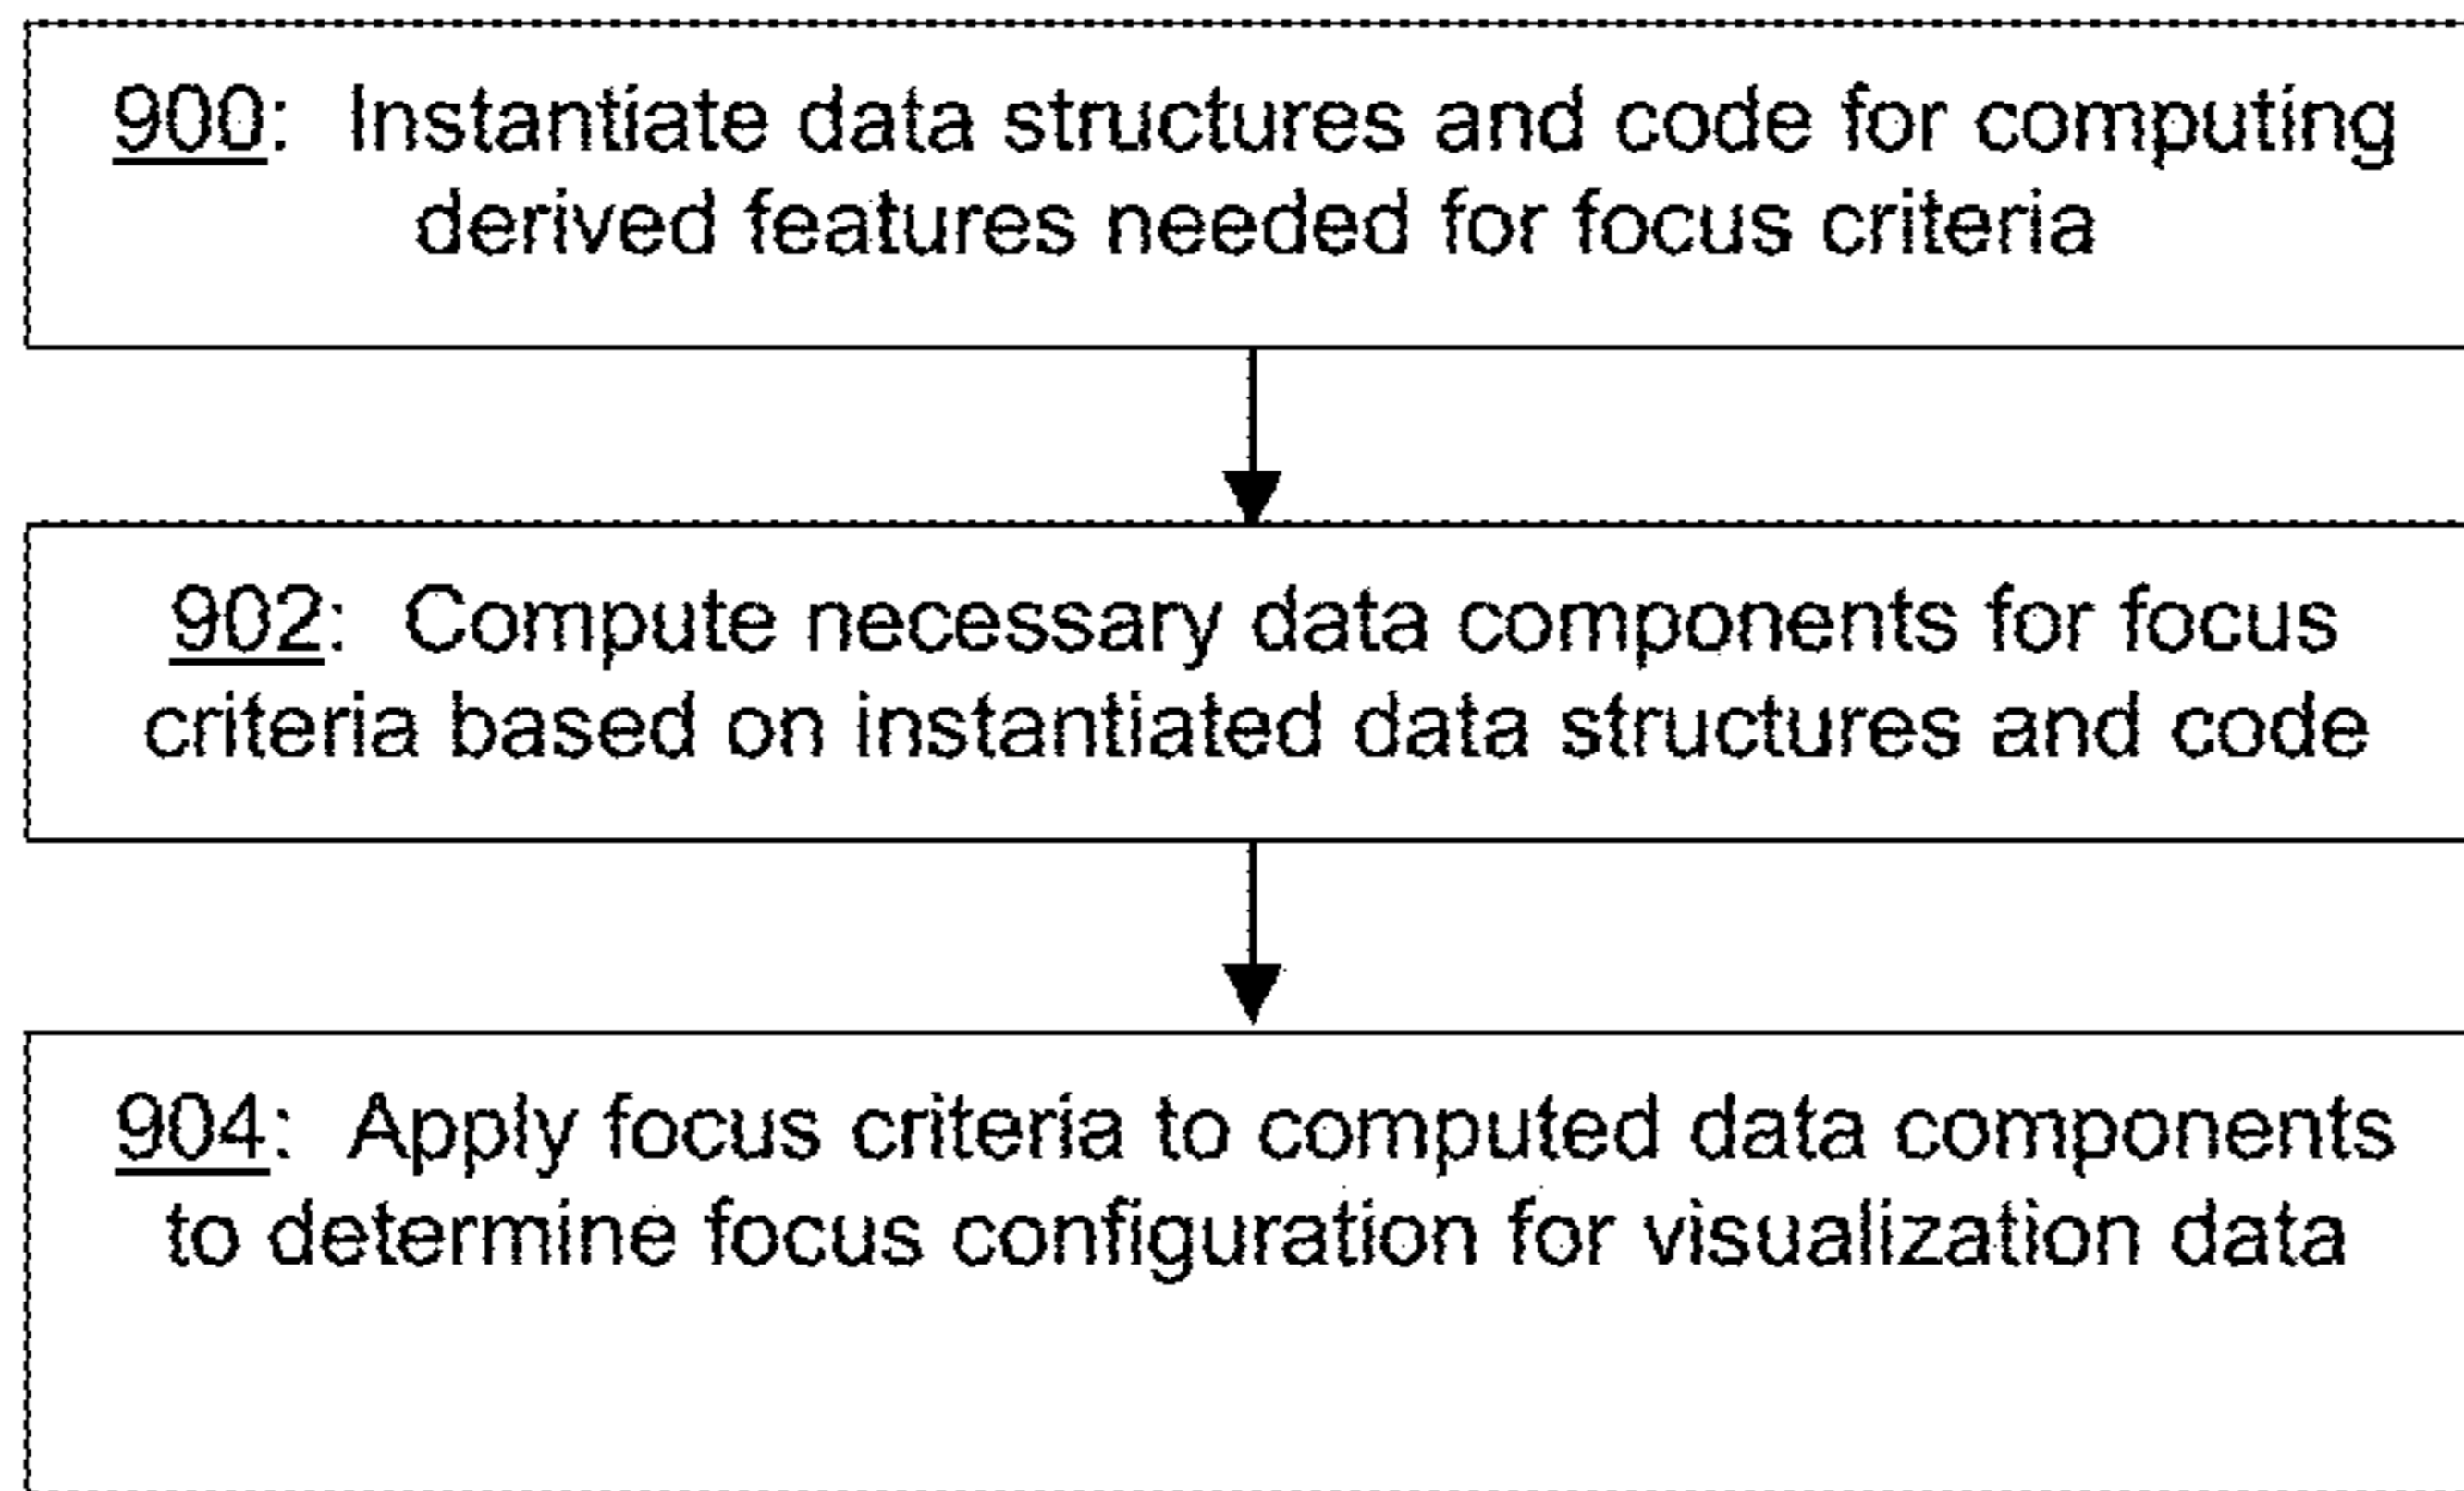 900: Instantiate data structures and code for computing
derived features needed for focus criteria
902: Compute necessary data components for focus
criteria based on instantiated data structures and code
904: Apply focus criteria to computed data components
to determine focus configuration for visualization data